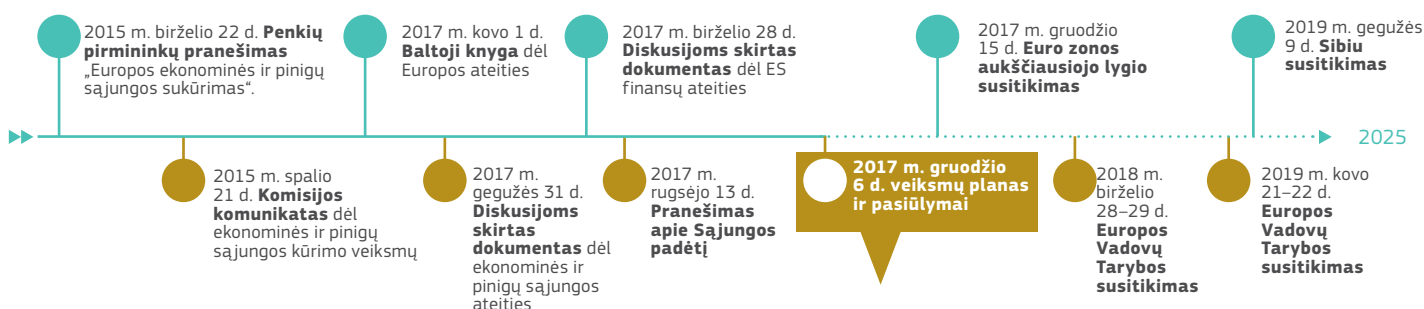 2015 m. birželio 22 d. Penkių
pirmininkų pranešimas
„Europos ekonominės ir pinigų
sąjungos sukūrimas“.
2015 m. spalio
21 d. Komisijos
komunikatas dėl
ekonominės ir pinigų
sąjungos kūrimo veiksmų
2017 m. kovo 1 d.
Baltoji knyga dėl
Europos ateities
2017 m.
gegužės 31 d.
Diskusijoms
skirtas
dokumentas dėl
ekonominės ir
pinigų sąjungos
ateities
2017 m. birželio 28 d.
Diskusijoms skirtas
dokumentas dėl ES
finansų ateities
2017 m.
rugsėjo 13 d.
Pranešimas
apie Sąjungos
padėtį
2017 m. gruodžio
6 d. veiksmų planas
ir pasiūlymai
2017 m. gruodžio
15 d. Euro zonos
aukščiausiojo lygio
susitikimas
2018 m.
birželio
28–29 d.
Europos
Vadovų
Tarybos
susitikimas
2019 m. kovo
21–22 d.
Europos
Vadovų
Tarybos
susitikimas
2019 m. gegužės
9 d. Sibiu
susitikimas
2025